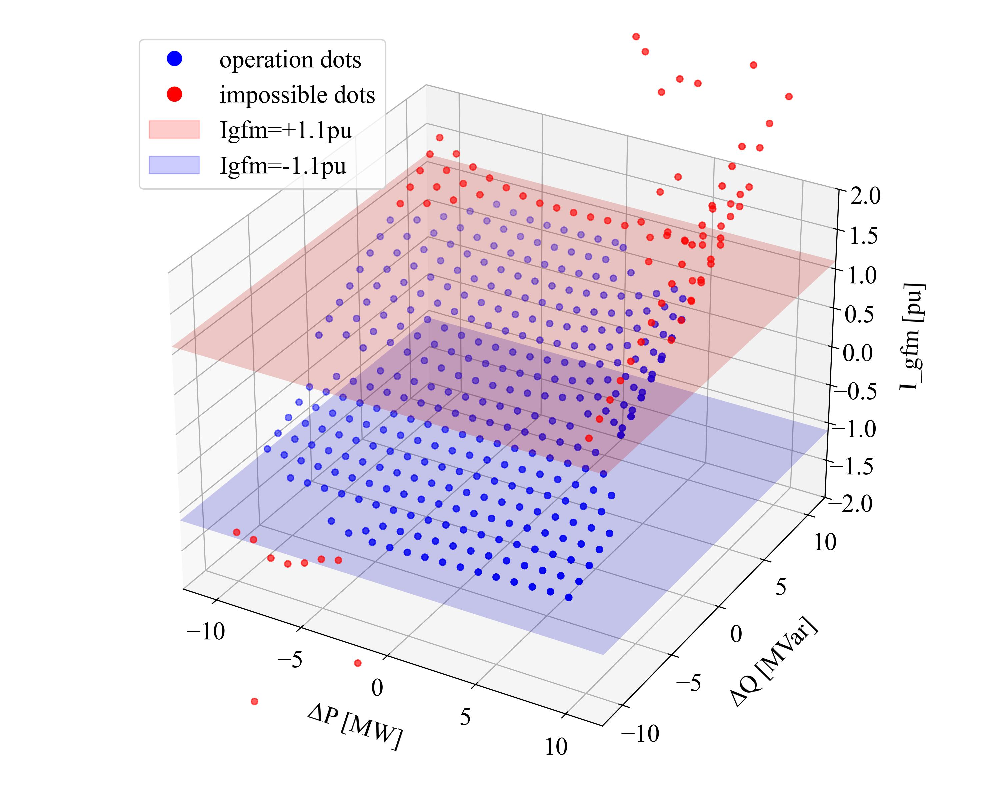 operation dots
impossible dots
Igfm=+1.1pu
Igfm=-1.1pu
2.0
1.5
1.0
0.5
0.0
−0.5
−1.0
−1.5
−2.0
I_gfm [pu]
−10
−5
0
5
10
ΔP [MW]
10
5
0
−5
−10
ΔQ [MVar]